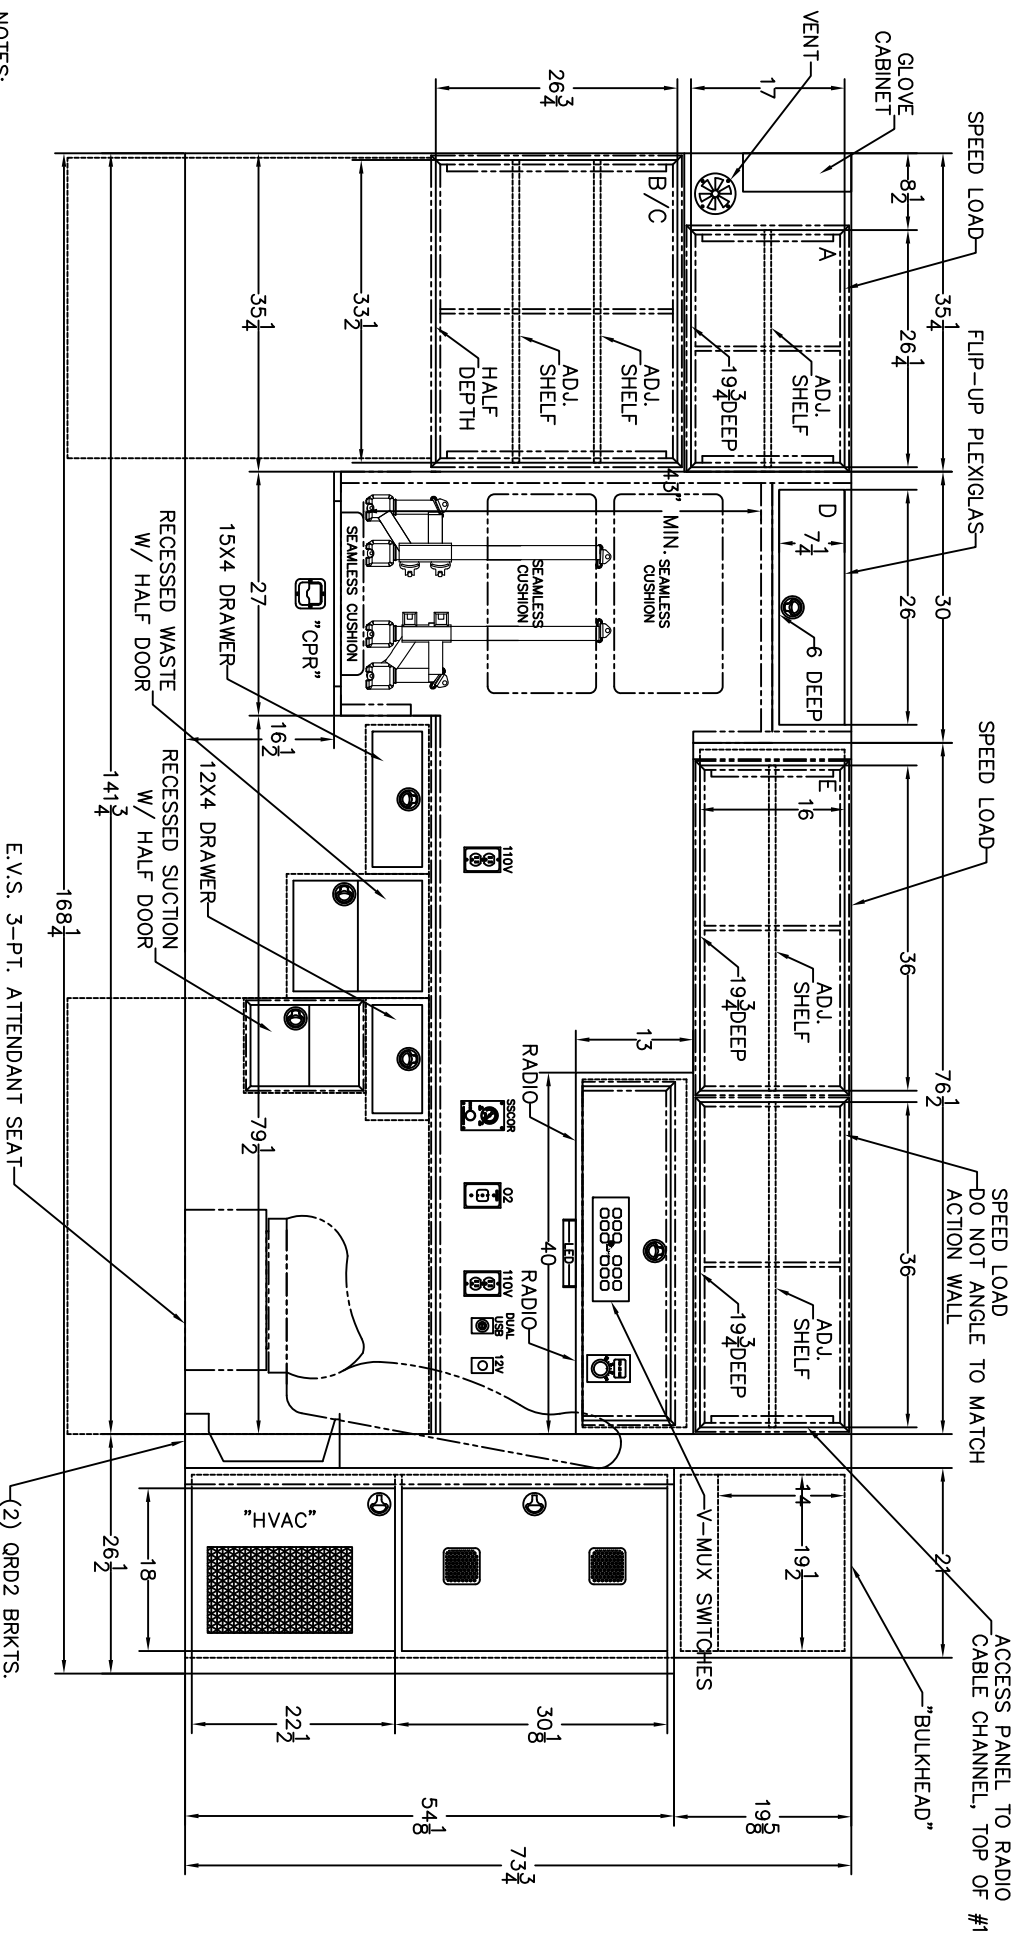 NOTES:
GLOVE
CABINET
VENT
SPEED LOAD
FLIP-UP PLEXIGLAS
SPEED LOAD
SPEED LOAD
DO NOT ANGLE TO MATCH
ACTION WALL
ACCESS PANEL TO RADIO
CABLE CHANNEL, TOP OF #1
"BULKHEAD"
35 1/4
30
76 1/2
21
8 1/2
26 1/4
26
36
36
19 1/2
14
17
26 3/4
A
ADJ.
SHELF
19 3/4 DEEP
B/C
ADJ.
SHELF
ADJ.
SHELF
HALF
DEPTH
33 1/2
D
7 1/4
6 DEEP
43" MIN.
SEAMLESS
CUSHION
SEAMLESS
CUSHION
SEAMLESS CUSHION
"CPR"
E
16
ADJ.
SHELF
19 3/4 DEEP
ADJ.
SHELF
19 3/4 DEEP
13
RADIO
40
RADIO
LED
V-MUX SWITCHES
110V
SSCOR
O2
110V
DUAL
USB
12V
15X4 DRAWER
RECESSED WASTE
W/ HALF DOOR
12X4 DRAWER
RECESSED SUCTION
W/ HALF DOOR
16 1/2
35 1/4
27
79 1/2
141 3/4
26 1/2
168 1/4
"HVAC"
18
22 1/2
30 1/8
54 1/8
19 5/8
73 3/4
E.V.S. 3-PT. ATTENDANT SEAT
(2) QRD2 BRKTS.